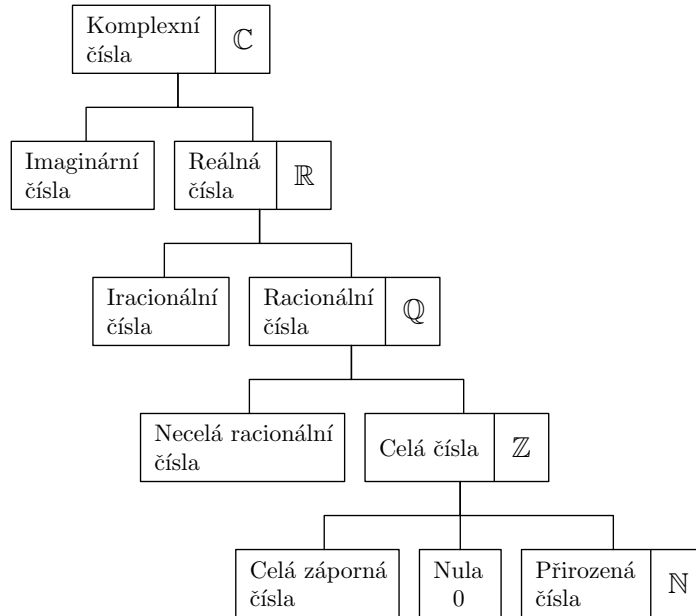 Komplexní
čísla
ℂ
Imaginární
čísla
Reálná
čísla
ℝ
Iracionální
čísla
Racionální
čísla
ℚ
Necelá racionální
čísla
Celá čísla
ℤ
Celá záporná
čísla
Nula
0
Přirozená
čísla
ℕ